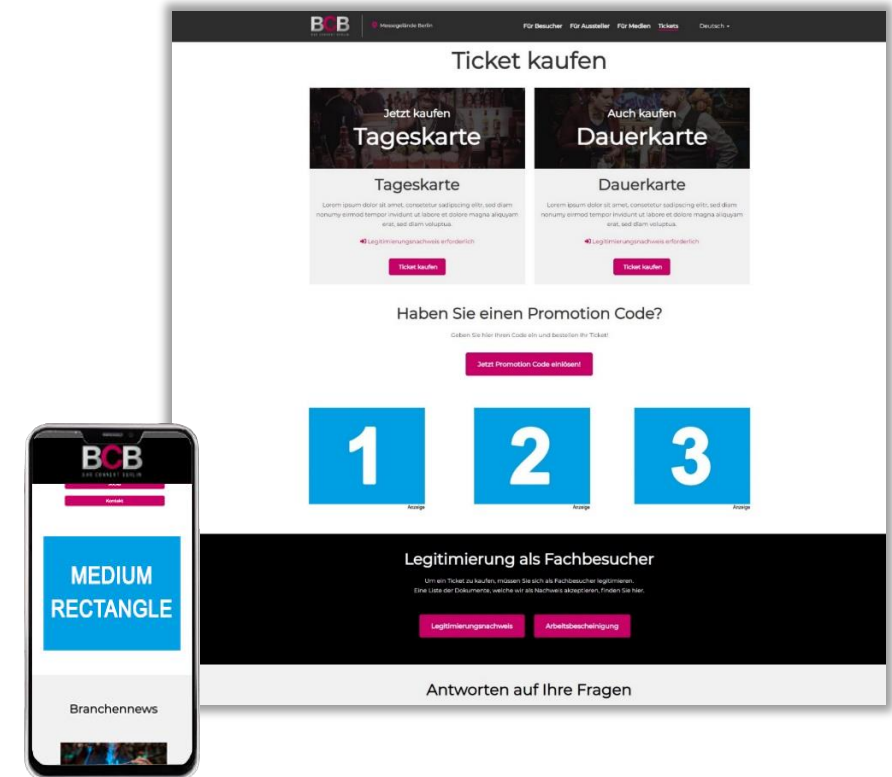 BCB
BAR CONVENT BERLIN
Messegelände Berlin
Für Besucher Für Aussteller Für Medien Tickets Deutsch
Ticket kaufen
Jetzt kaufen
Tageskarte
Auch kaufen
Dauerkarte
Tageskarte
Lorem ipsum dolor sit amet, consetetur sadipscing elitr, sed diam
nonumy eirmod tempor invidunt ut labore et dolore magna aliquyam
erat, sed diam voluptua.
Legitimierungsnachweis erforderlich
Ticket kaufen
Dauerkarte
Lorem ipsum dolor sit amet, consetetur sadipscing elitr, sed diam
nonumy eirmod tempor invidunt ut labore et dolore magna aliquyam
erat, sed diam voluptua.
Legitimierungsnachweis erforderlich
Ticket kaufen
Haben Sie einen Promotion Code?
Geben Sie hier Ihren Code ein und bestellen Ihr Ticket!
Jetzt Promotion Code einlösen!
1
2
3
Anzeige
Anzeige
Anzeige
Legitimierung als Fachbesucher
Um ein Ticket zu kaufen, müssen Sie sich als Fachbesucher legitimieren.
Eine Liste der Dokumente, welche wir als Nachweis akzeptieren, finden Sie hier.
Legitimierungsnachweis
Arbeitsbescheinigung
Antworten auf Ihre Fragen
BCB
BAR CONVENT BERLIN
Kontakt
MEDIUM
RECTANGLE
Branchennews